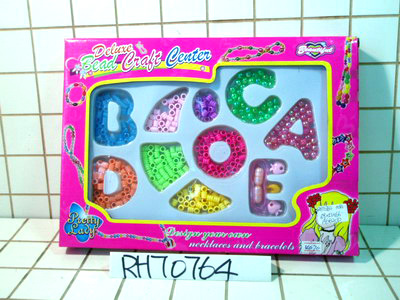 Deluxe
Bead Craft Center
B C A
D O E
Pretty
Lady
Design your own
necklaces and bracelets
RH70764